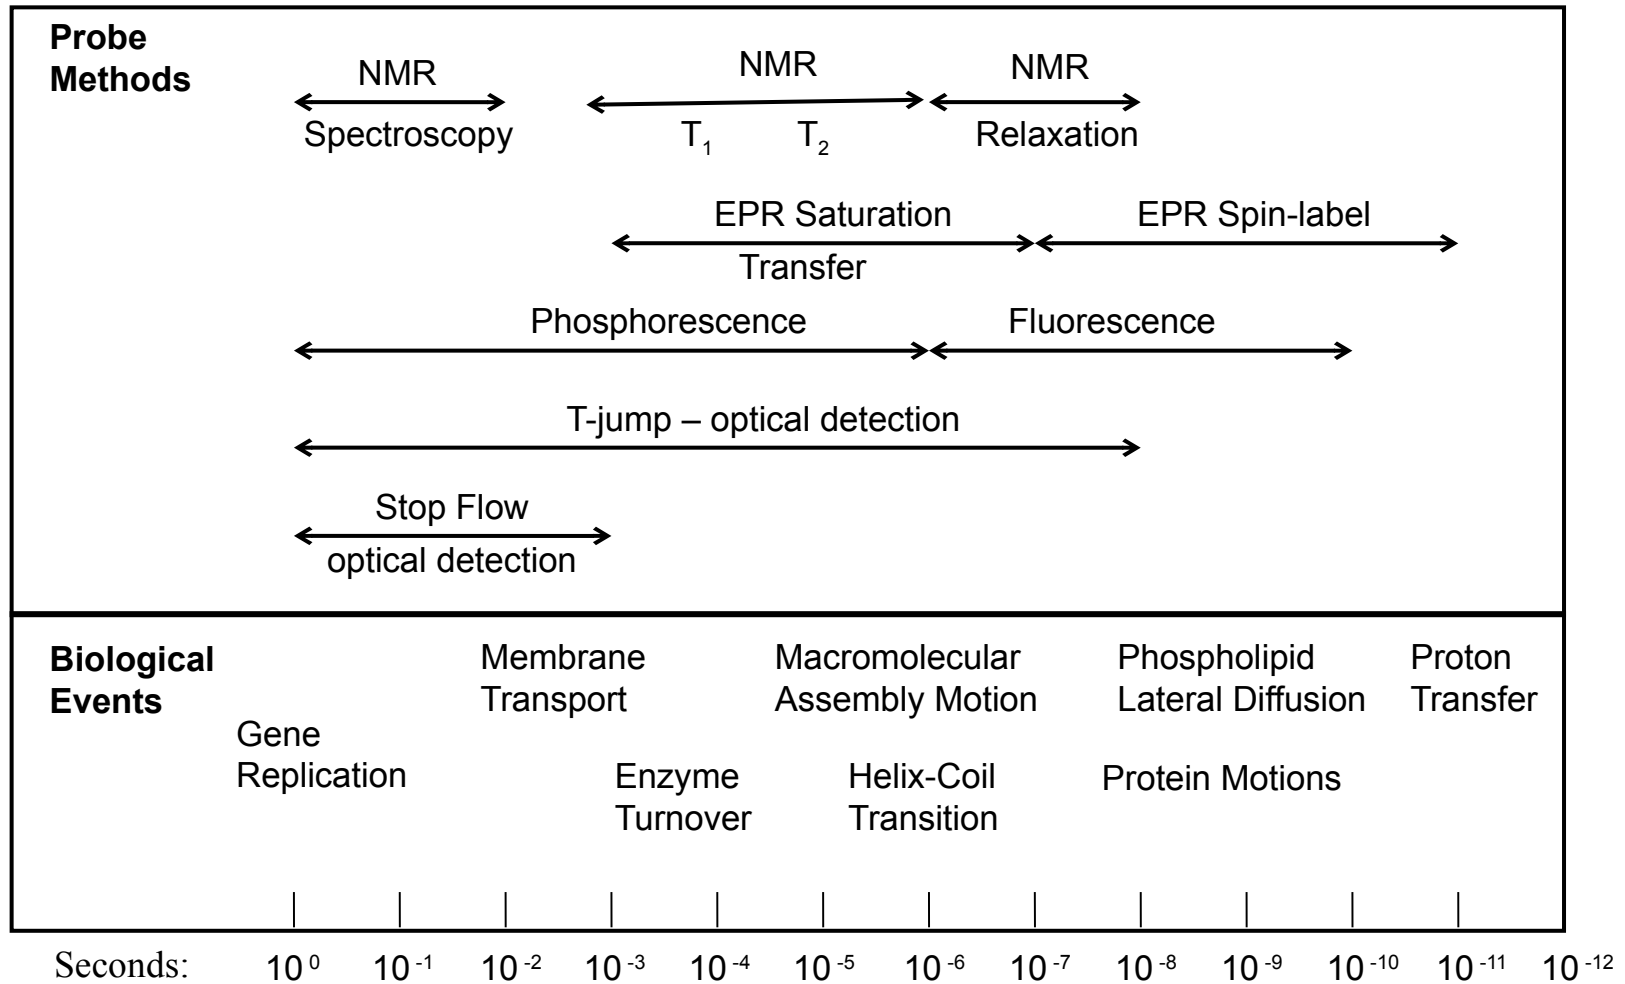 Probe
Methods
NMR
Spectroscopy
NMR
T1 T2
NMR
Relaxation
EPR Saturation
Transfer
EPR Spin-label
Phosphorescence
Fluorescence
T-jump – optical detection
Stop Flow
optical detection
Biological
Events
Gene
Replication
Membrane
Transport
Enzyme
Turnover
Macromolecular
Assembly Motion
Helix-Coil
Transition
Phospholipid
Lateral Diffusion
Protein Motions
Proton
Transfer
Seconds: 10 0 10 -1 10 -2 10 -3 10 -4 10 -5 10 -6 10 -7 10 -8 10 -9 10 -10 10 -11 10 -12